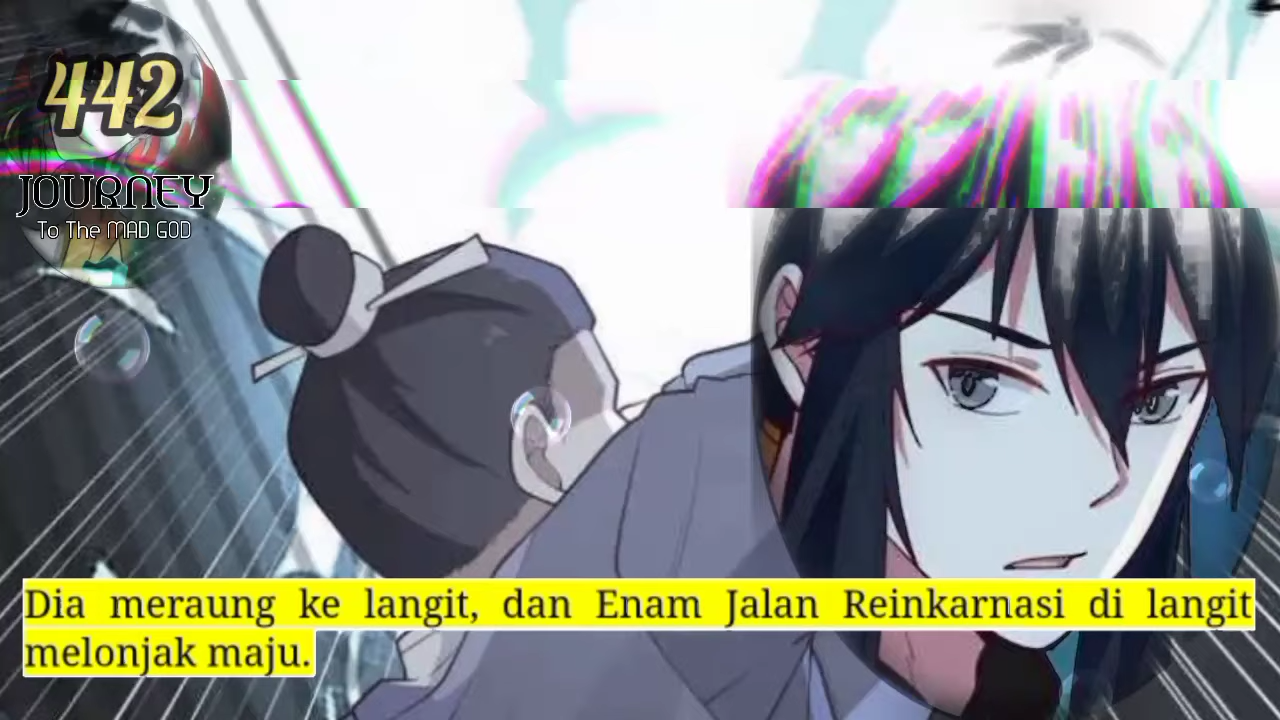 442
JOURNEY
To The MAD GOD
Dia meraung ke langit, dan Enam Jalan Reinkarnasi di langit
melonjak maju.